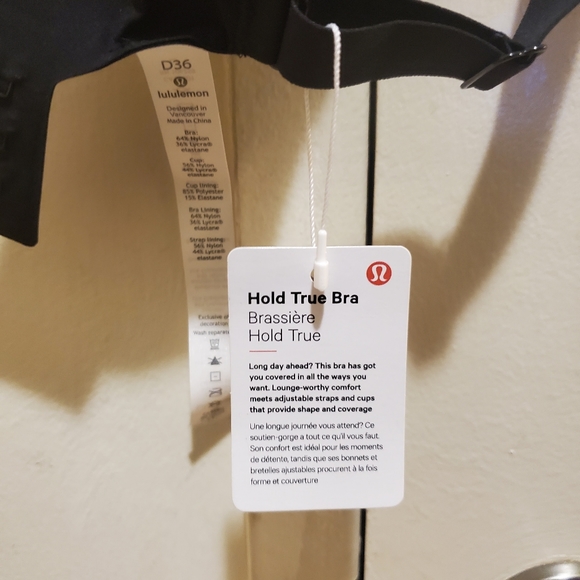 D36
lululemon
Designed in
Vancouver
Made in China
Bra:
64% Nylon
36% Lycra®
elastane
Cup:
56% Nylon
44% Lycra®
elastane
Cup lining:
85% Polyester
15% Elastane
Bra Lining:
64% Nylon
36% Lycra®
elastane
Strap lining:
56% Nylon
44% Lycra®
elastane
Exclusive of
decoration
Wash separately
Hold True Bra
Brassière
Hold True
Long day ahead? This bra has got
you covered in all the ways you
want. Lounge-worthy comfort
meets adjustable straps and cups
that provide shape and coverage
Une longue journée vous attend? Ce
soutien-gorge a tout ce qu'il vous faut.
Son confort est idéal pour les moments
de détente, tandis que ses bonnets et
bretelles ajustables procurent à la fois
forme et couverture